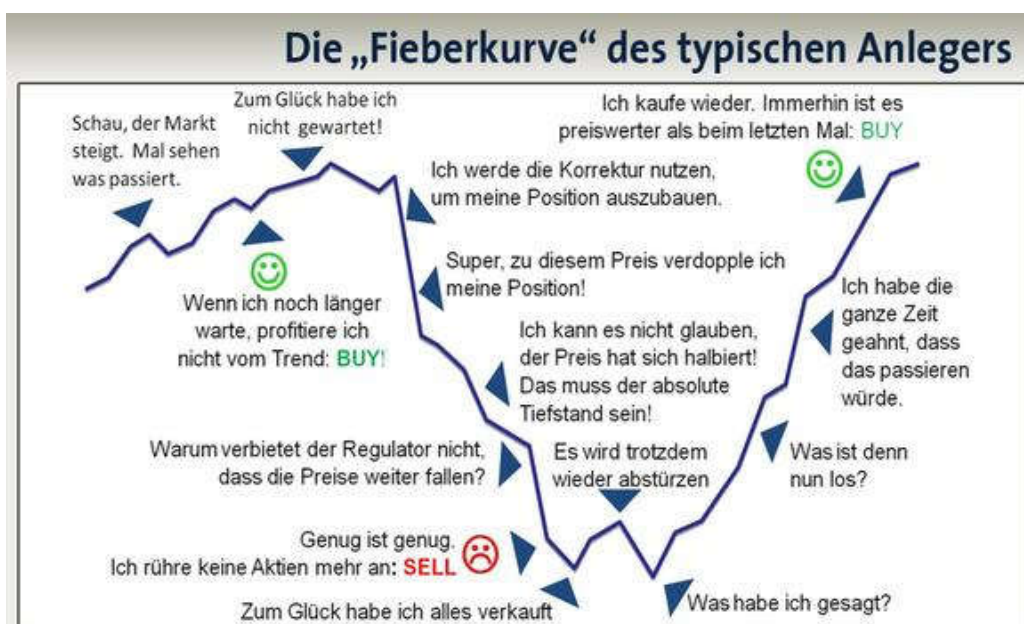 Die „Fieberkurve“ des typischen Anlegers
Schau, der Markt
steigt. Mal sehen
was passiert.
Zum Glück habe ich
nicht gewartet!
Wenn ich noch länger
warte, profitiere ich
nicht vom Trend: BUY!
Ich werde die Korrektur nutzen,
um meine Position auszubauen.
Super, zu diesem Preis verdopple ich
meine Position!
Ich kann es nicht glauben,
der Preis hat sich halbiert!
Das muss der absolute
Tiefstand sein!
Warum verbietet der Regulator nicht,
dass die Preise weiter fallen?
Genug ist genug.
Ich rühre keine Aktien mehr an: SELL
Zum Glück habe ich alles verkauft
Es wird trotzdem
wieder abstürzen
Was habe ich gesagt?
Was ist denn
nun los?
Ich habe die
ganze Zeit
geahnt, dass
das passieren
würde.
Ich kaufe wieder. Immerhin ist es
preiswerter als beim letzten Mal: BUY